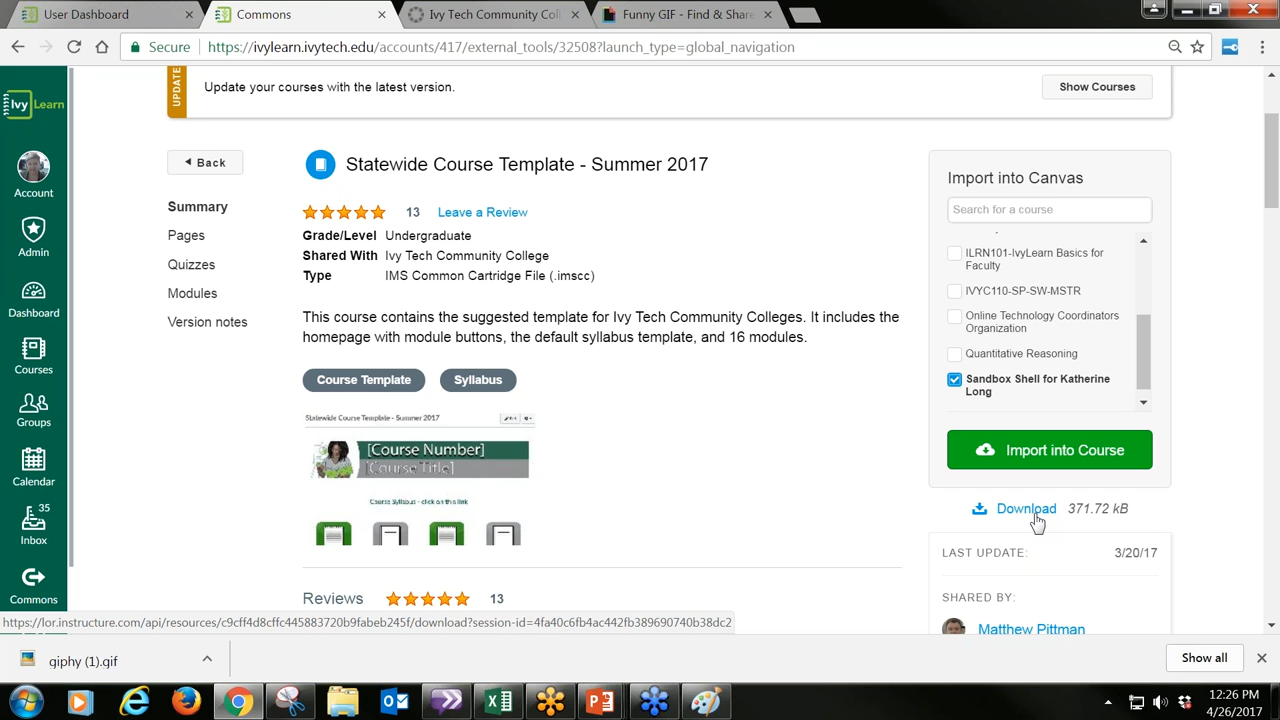 User Dashboard
Commons
Ivy Tech Community Coll
Funny GIF - Find & Share
Secure
https://ivylearn.ivytech.edu/accounts/417/external_tools/32508?launch_type=global_navigation
UPDATE
Update your courses with the latest version.
Show Courses
IvyLearn
Account
Admin
Dashboard
Courses
Groups
Calendar
35
Inbox
Commons
Back
Summary
Pages
Quizzes
Modules
Version notes
Statewide Course Template - Summer 2017
13 Leave a Review
Grade/Level Undergraduate
Shared With Ivy Tech Community College
Type IMS Common Cartridge File (.imscc)
This course contains the suggested template for Ivy Tech Community Colleges. It includes the
homepage with module buttons, the default syllabus template, and 16 modules.
Course Template Syllabus
Statewide Course Template - Summer 2017
[Course Number]
[Course Title]
Course Syllabus - click on this link
Reviews 13
Import into Canvas
Search for a course
ILRN101-IvyLearn Basics for
Faculty
IVYC110-SP-SW-MSTR
Online Technology Coordinators
Organization
Quantitative Reasoning
Sandbox Shell for Katherine
Long
Import into Course
Download 371.72 kB
LAST UPDATE: 3/20/17
SHARED BY:
Matthew Pittman
https://lor.instructure.com/api/resources/c9cff4d8cffc445883720b9fabeb245f/download?session-id=4fa40c6fb4ac442fb389690740b38dc2
giphy (1).gif
Show all
12:26 PM
4/26/2017